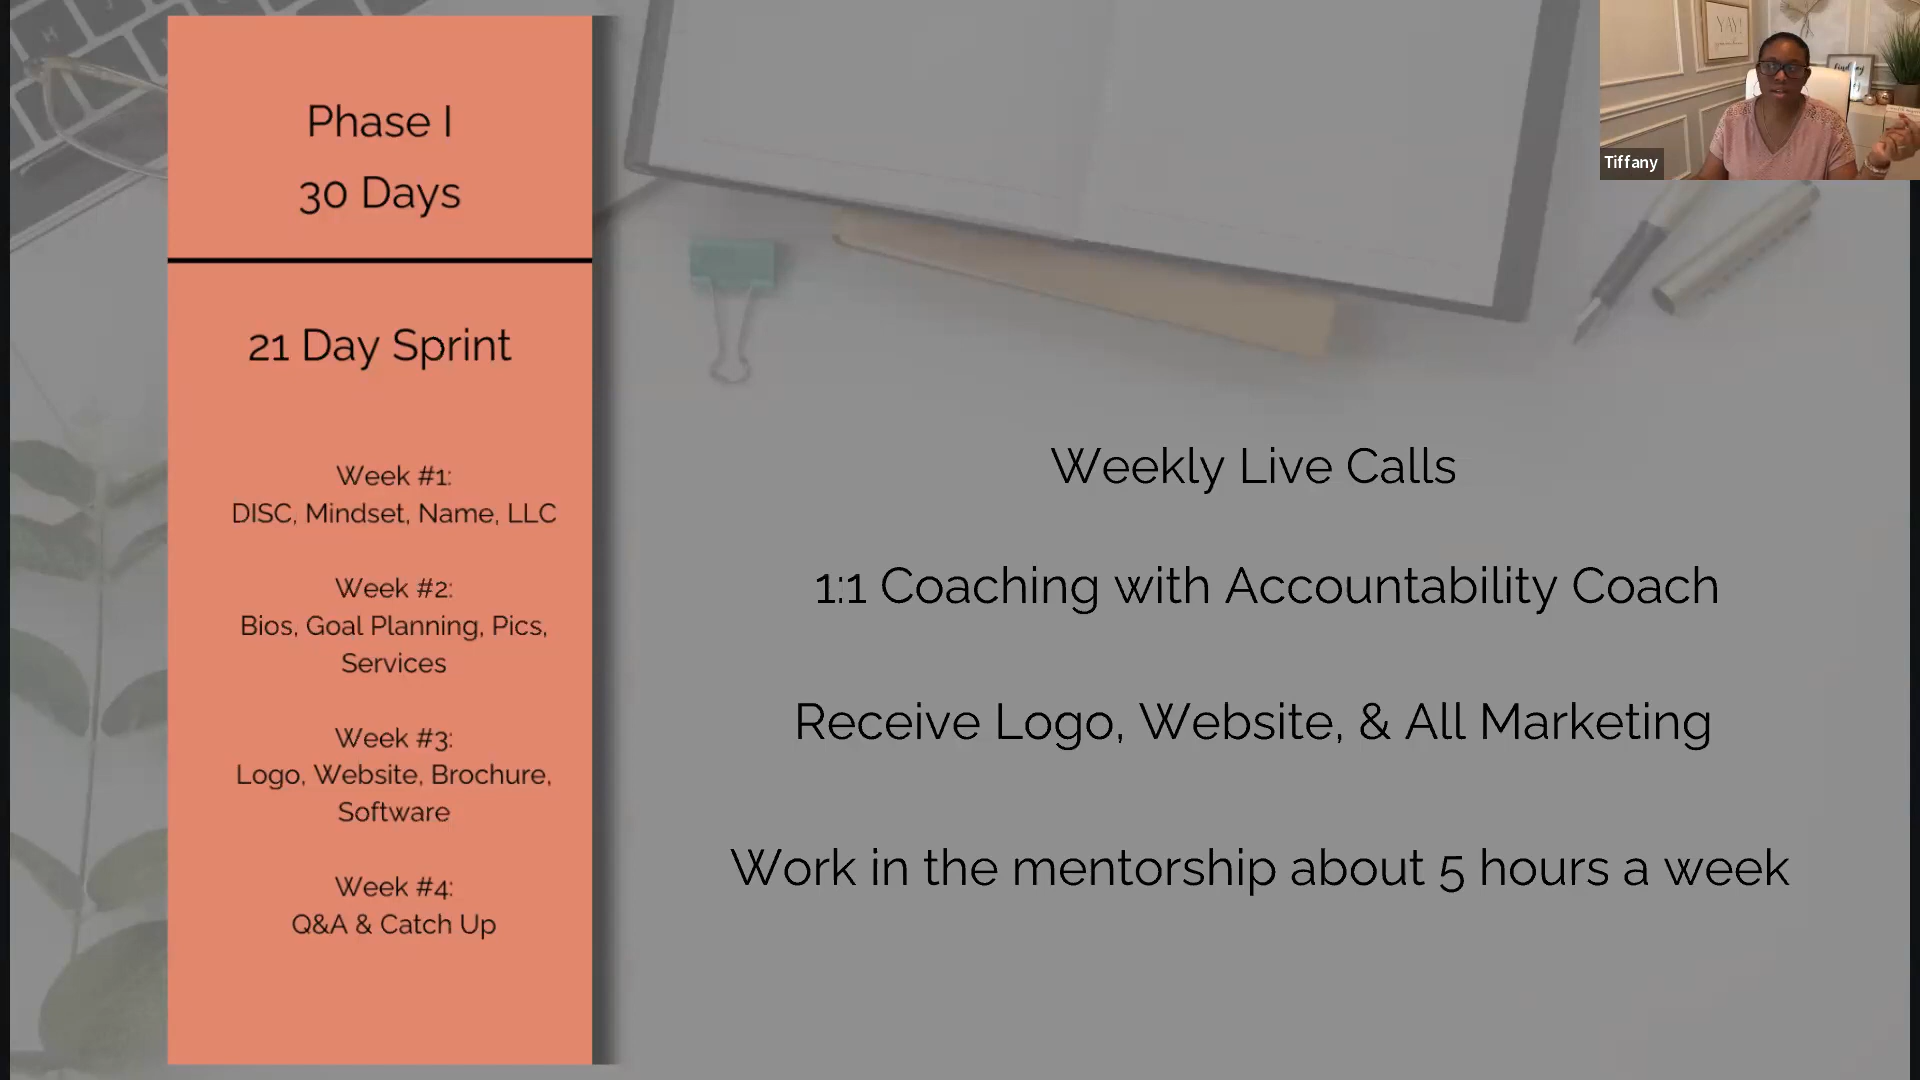 Phase I
30 Days
21 Day Sprint
Week #1:
DISC, Mindset, Name, LLC
Week #2:
Bios, Goal Planning, Pics,
Services
Week #3:
Logo, Website, Brochure,
Software
Week #4:
Q&A & Catch Up
Weekly Live Calls
1:1 Coaching with Accountability Coach
Receive Logo, Website, & All Marketing
Work in the mentorship about 5 hours a week
YAY!
Tiffany